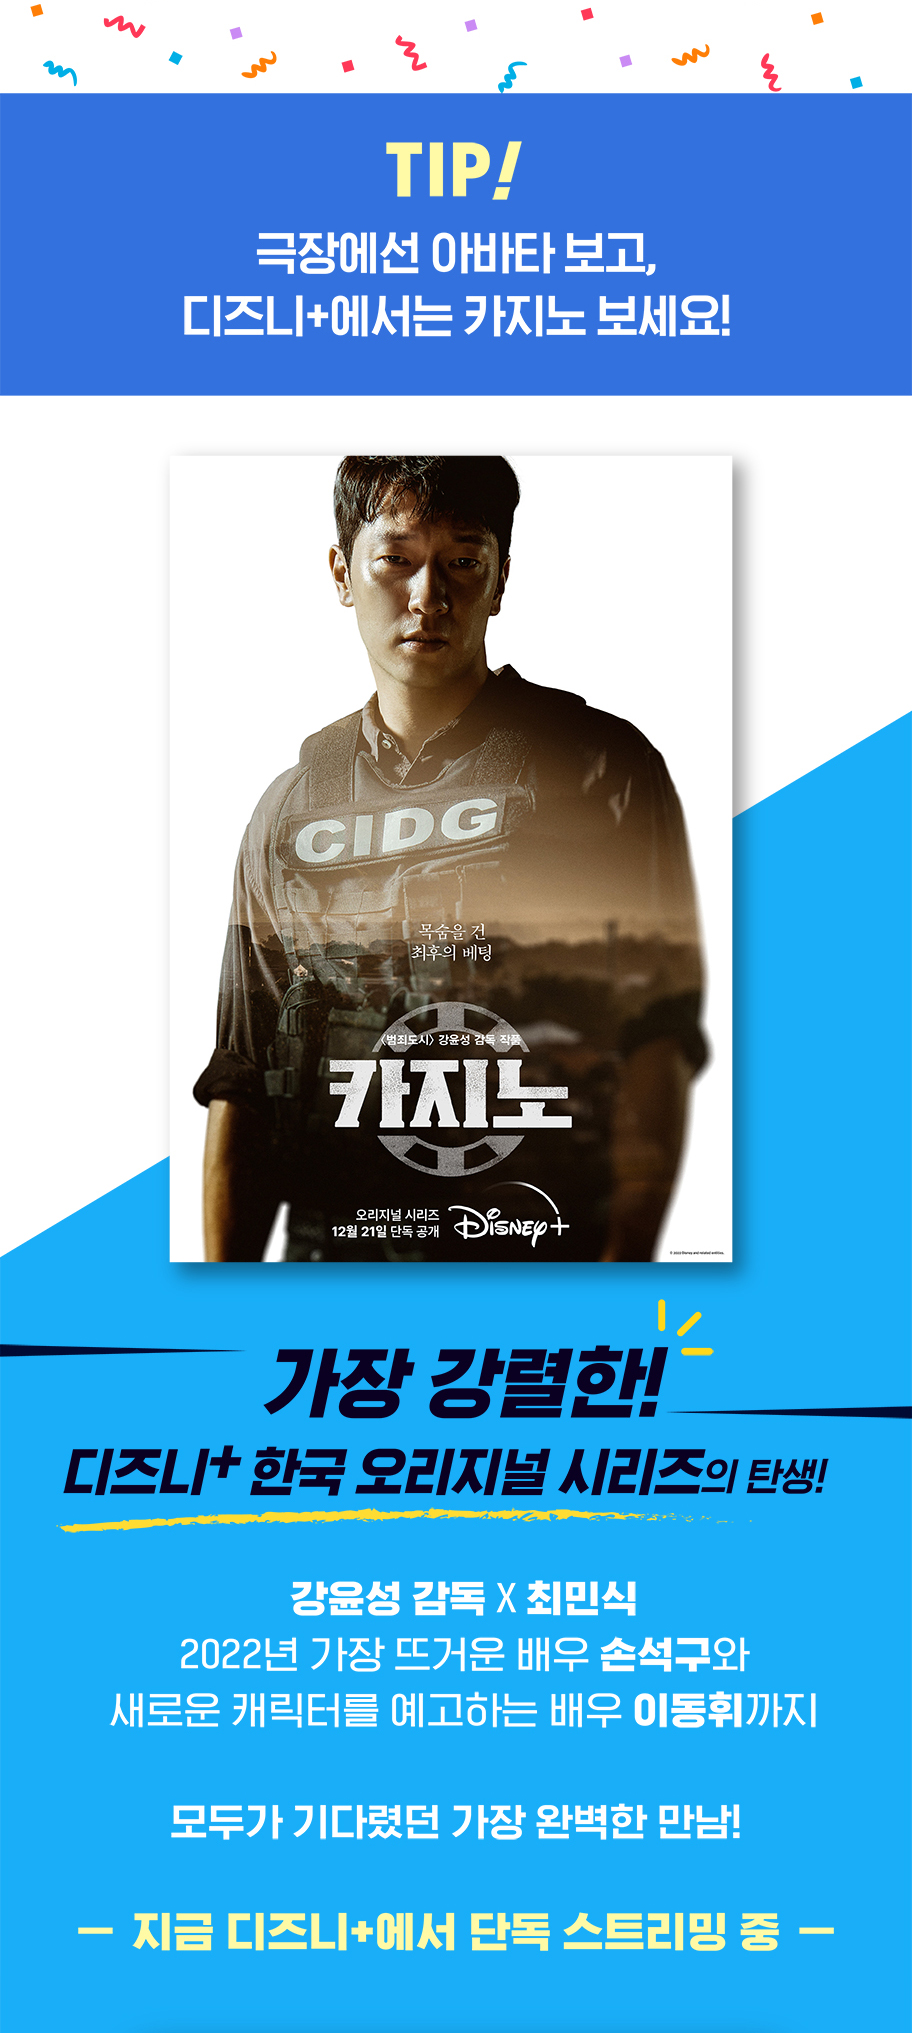 TIP!
극장에선 아바타 보고,
디즈니+에서는 카지노 보세요!
CIDG
목숨을 건
최후의 베팅
<범죄도시> 강윤성 감독 작품
카지노
오리지널 시리즈
12월 21일 단독 공개
Disney+
© 2022 Disney and related entities.
가장 강렬한!
디즈니+ 한국 오리지널 시리즈의 탄생!
강윤성 감독 X 최민식
2022년 가장 뜨거운 배우 손석구와
새로운 캐릭터를 예고하는 배우 이동휘까지
모두가 기다렸던 가장 완벽한 만남!
— 지금 디즈니+에서 단독 스트리밍 중 —